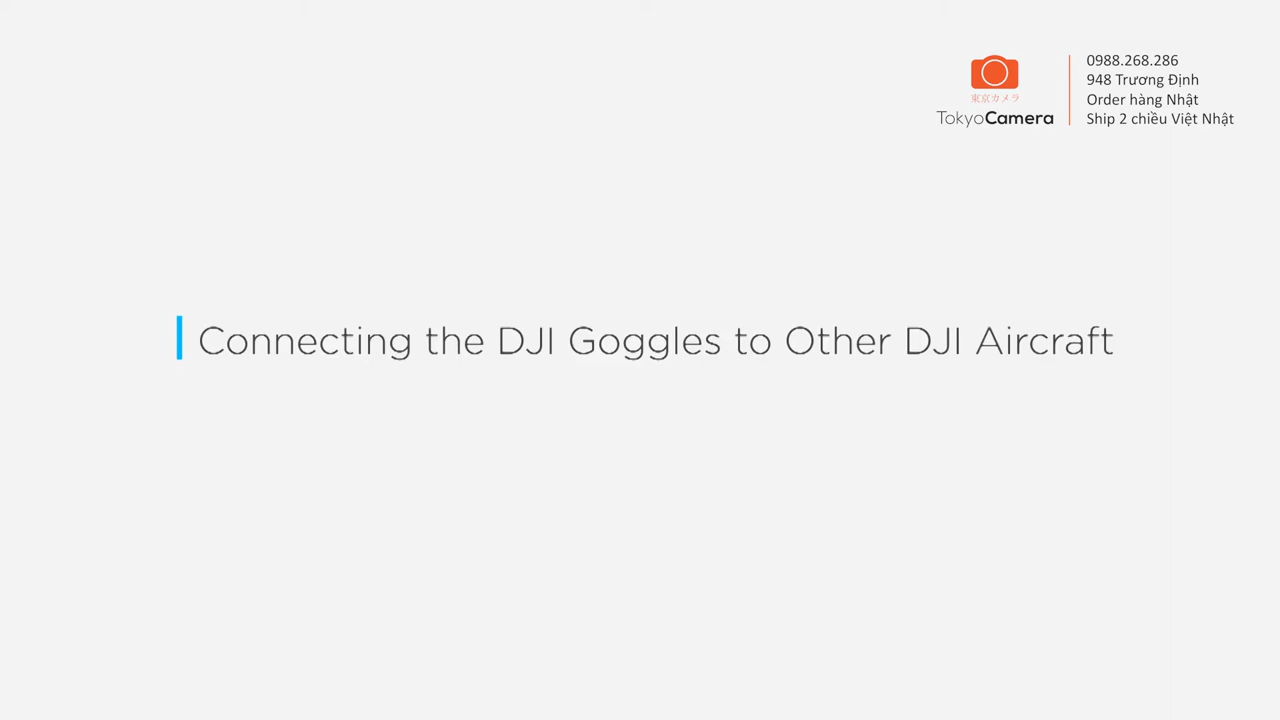 東京カメラ
TokyoCamera
0988.268.286
948 Trương Định
Order hàng Nhật
Ship 2 chiều Việt Nhật
Connecting the DJI Goggles to Other DJI Aircraft